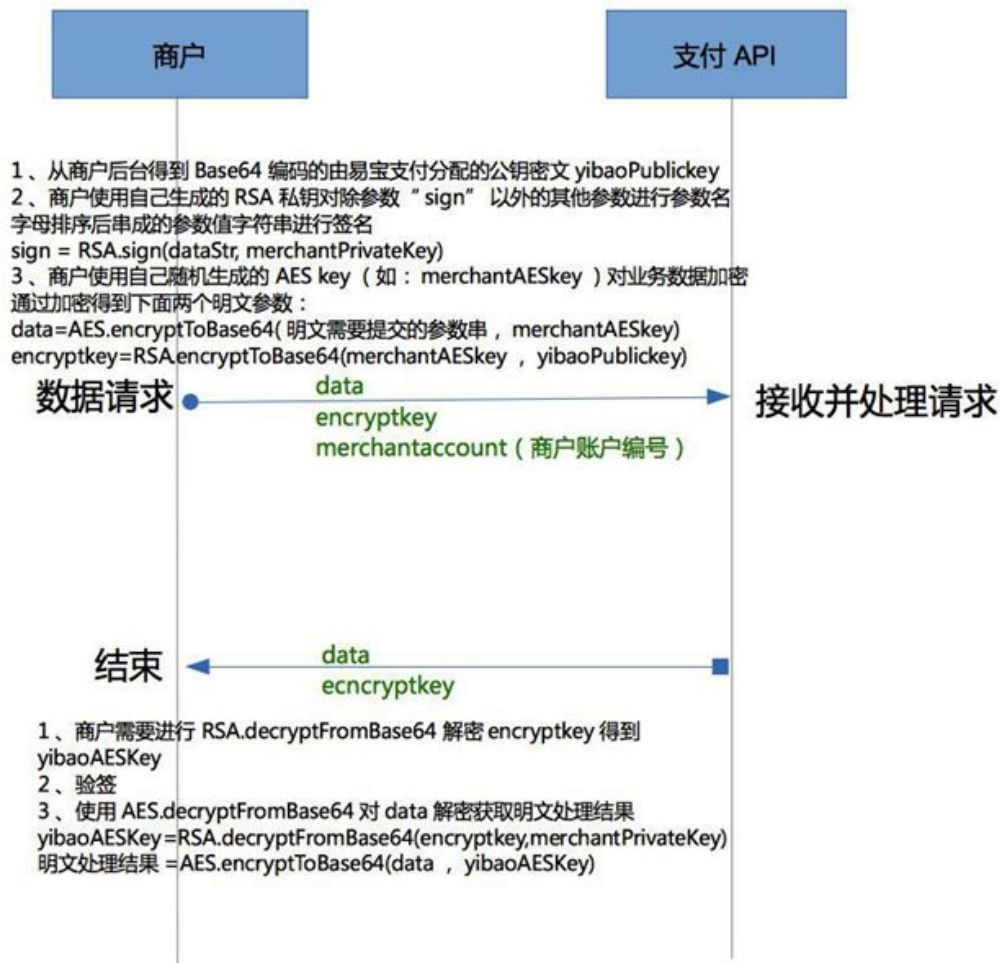 商户
支付 API
1、从商户后台得到 Base64 编码的由易宝支付分配的公钥密文 yibaoPublickey
2、商户使用自己生成的 RSA 私钥对除参数“sign”以外的其他参数进行参数名
字母排序后串成的参数值字符串进行签名
sign = RSA.sign(dataStr, merchantPrivateKey)
3、商户使用自己随机生成的 AES key（如：merchantAESkey）对业务数据加密
通过加密得到下面两个明文参数：
data=AES.encryptToBase64( 明文需要提交的参数串，merchantAESkey)
encryptkey=RSA.encryptToBase64(merchantAESkey ，yibaoPublickey)
数据请求
data
encryptkey
merchantaccount（商户账户编号）
接收并处理请求
结束
data
ecncryptkey
1、商户需要进行 RSA.decryptFromBase64 解密 encryptkey 得到
yibaoAESKey
2、验签
3、使用 AES.decryptFromBase64 对 data 解密获取明文处理结果
yibaoAESKey=RSA.decryptFromBase64(encryptkey,merchantPrivateKey)
明文处理结果 =AES.encryptToBase64(data ，yibaoAESKey)